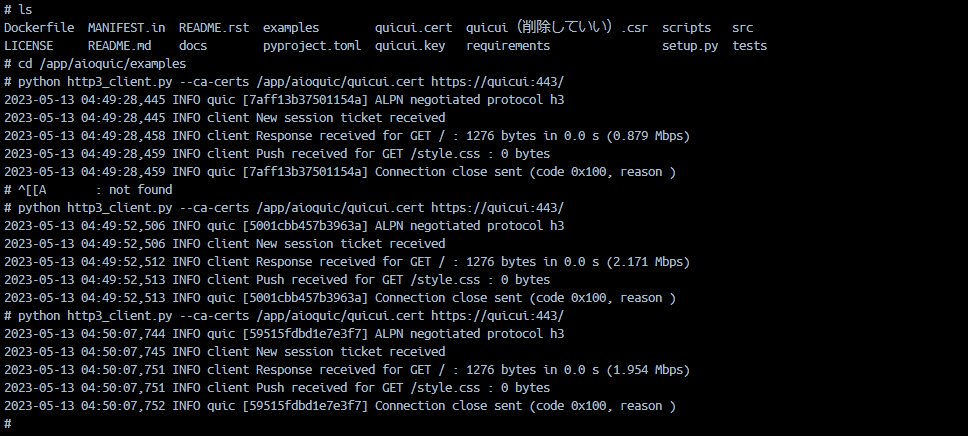 # ls
Dockerfile  MANIFEST.in  README.rst  examples        quicui.cert  quicui（削除していい）.csr  scripts   src
LICENSE     README.md    docs        pyproject.toml  quicui.key   requirements                setup.py  tests
# cd /app/aioquic/examples
# python http3_client.py --ca-certs /app/aioquic/quicui.cert https://quicui:443/
2023-05-13 04:49:28,445 INFO quic [7aff13b37501154a] ALPN negotiated protocol h3
2023-05-13 04:49:28,445 INFO client New session ticket received
2023-05-13 04:49:28,458 INFO client Response received for GET / : 1276 bytes in 0.0 s (0.879 Mbps)
2023-05-13 04:49:28,459 INFO client Push received for GET /style.css : 0 bytes
2023-05-13 04:49:28,459 INFO quic [7aff13b37501154a] Connection close sent (code 0x100, reason )
# ^[[A       : not found
# python http3_client.py --ca-certs /app/aioquic/quicui.cert https://quicui:443/
2023-05-13 04:49:52,506 INFO quic [5001cbb457b3963a] ALPN negotiated protocol h3
2023-05-13 04:49:52,506 INFO client New session ticket received
2023-05-13 04:49:52,512 INFO client Response received for GET / : 1276 bytes in 0.0 s (2.171 Mbps)
2023-05-13 04:49:52,513 INFO client Push received for GET /style.css : 0 bytes
2023-05-13 04:49:52,513 INFO quic [5001cbb457b3963a] Connection close sent (code 0x100, reason )
# python http3_client.py --ca-certs /app/aioquic/quicui.cert https://quicui:443/
2023-05-13 04:50:07,744 INFO quic [59515fdbd1e7e3f7] ALPN negotiated protocol h3
2023-05-13 04:50:07,745 INFO client New session ticket received
2023-05-13 04:50:07,751 INFO client Response received for GET / : 1276 bytes in 0.0 s (1.954 Mbps)
2023-05-13 04:50:07,751 INFO client Push received for GET /style.css : 0 bytes
2023-05-13 04:50:07,752 INFO quic [59515fdbd1e7e3f7] Connection close sent (code 0x100, reason )
#